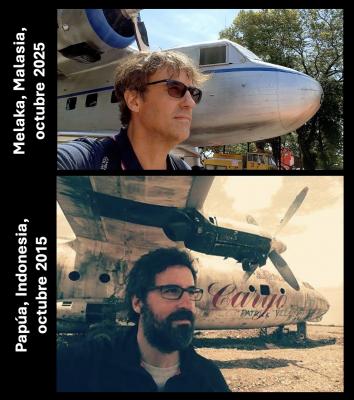 Melaka, Malasia,
octubre 2025
Papúa, Indonesia,
octubre 2015
Cargo